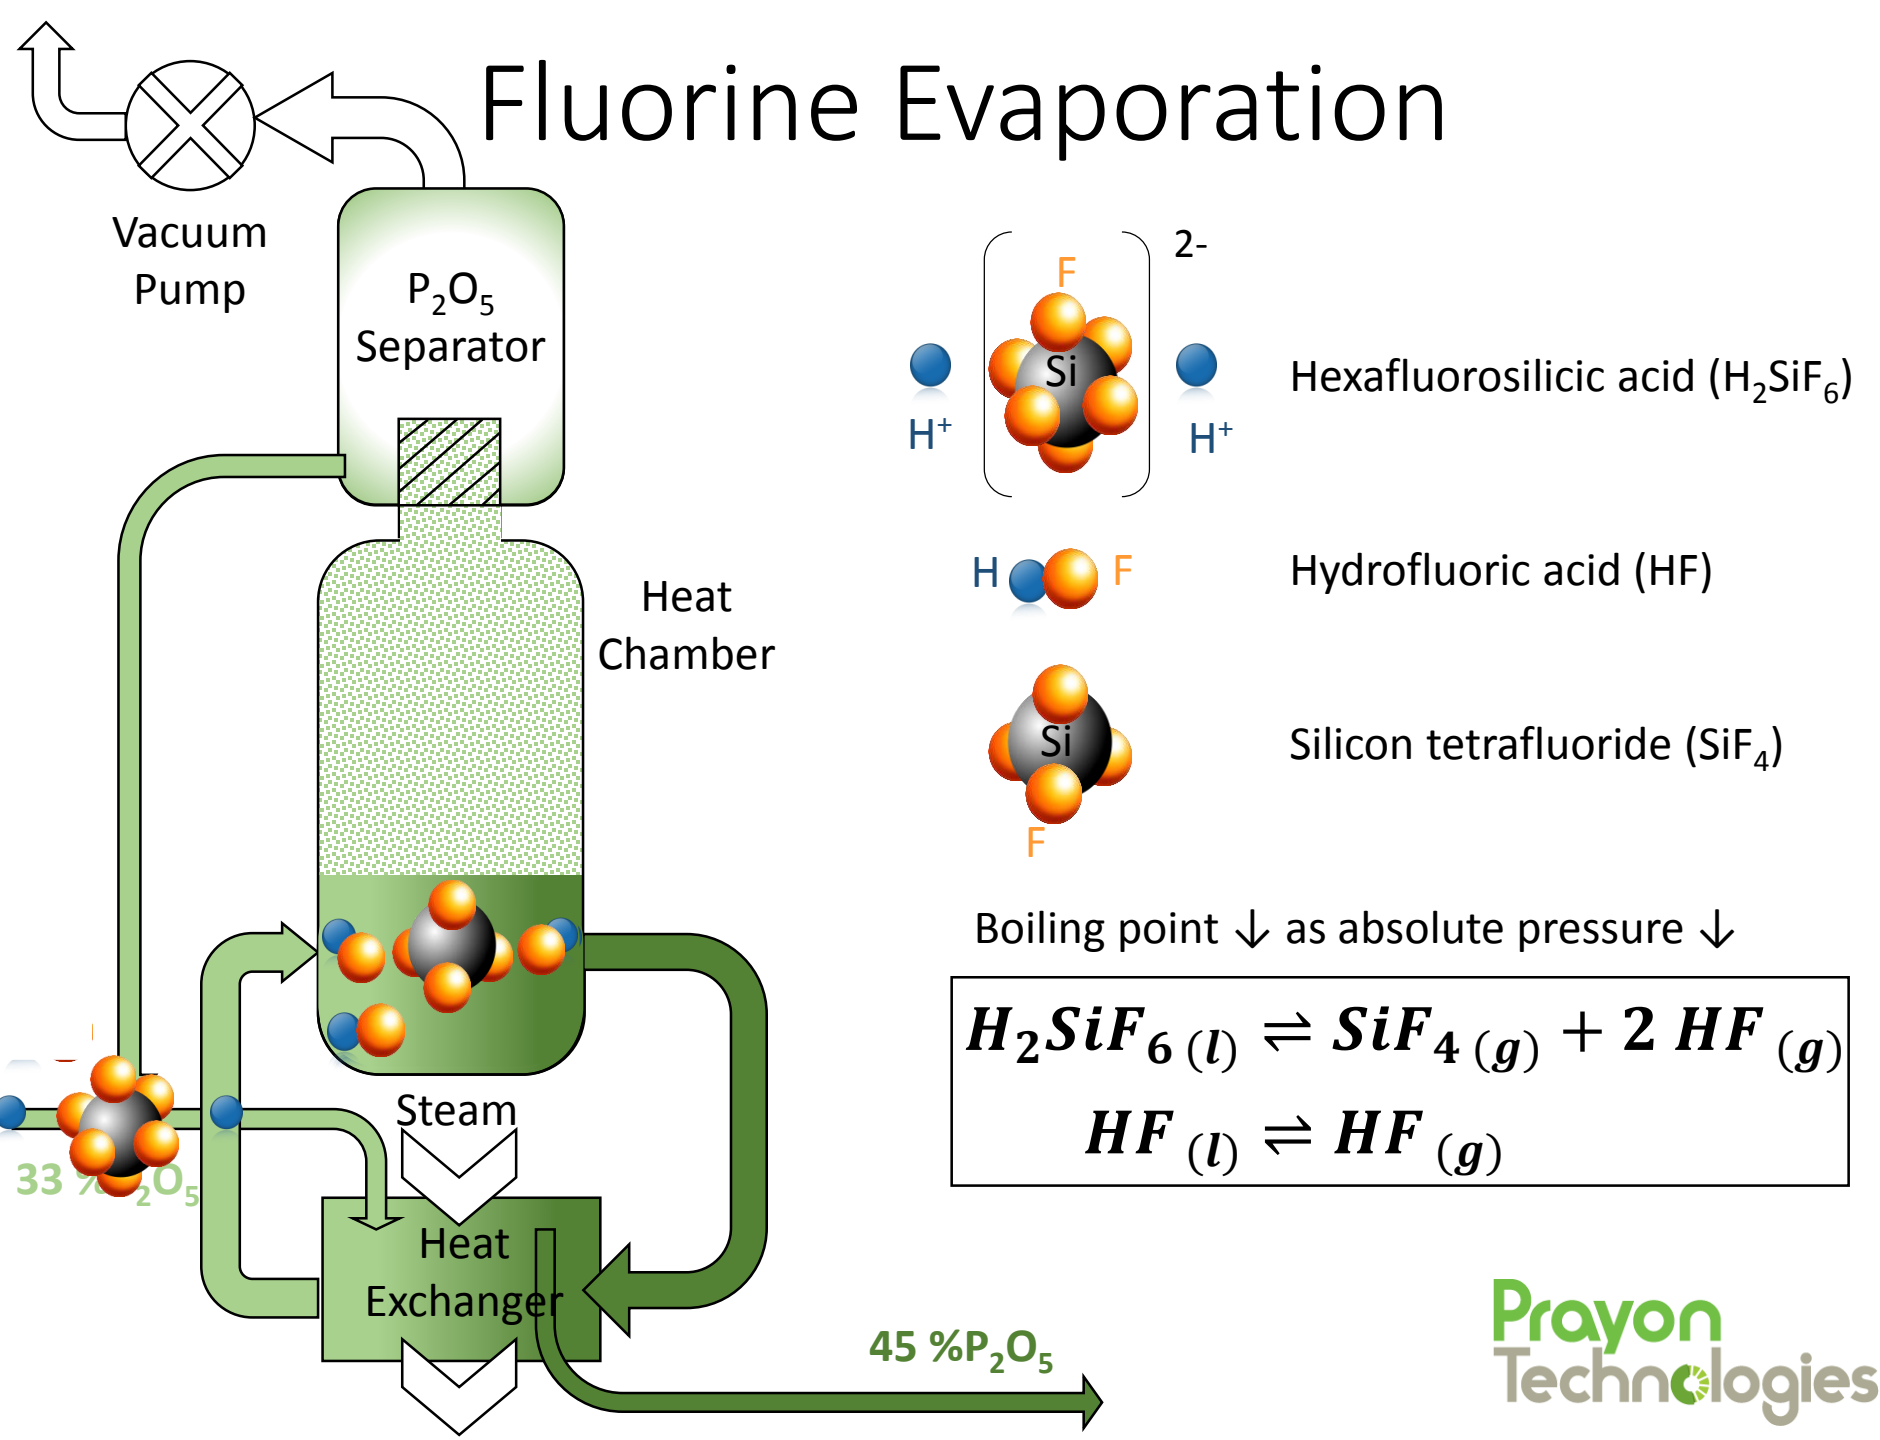 Fluorine Evaporation
Vacuum
Pump
P₂O₅
Separator
Heat
Chamber
Steam
Heat
Exchanger
33 %P₂O₅
45 %P₂O₅
2-
F
Si
H⁺
H⁺
Hexafluorosilicic acid (H₂SiF₆)
H
F
Hydrofluoric acid (HF)
Si
F
Silicon tetrafluoride (SiF₄)
Boiling point ↓ as absolute pressure ↓
H₂SiF₆ (l) ⇌ SiF₄ (g) + 2 HF (g)
HF (l) ⇌ HF (g)
Prayon
Technologies